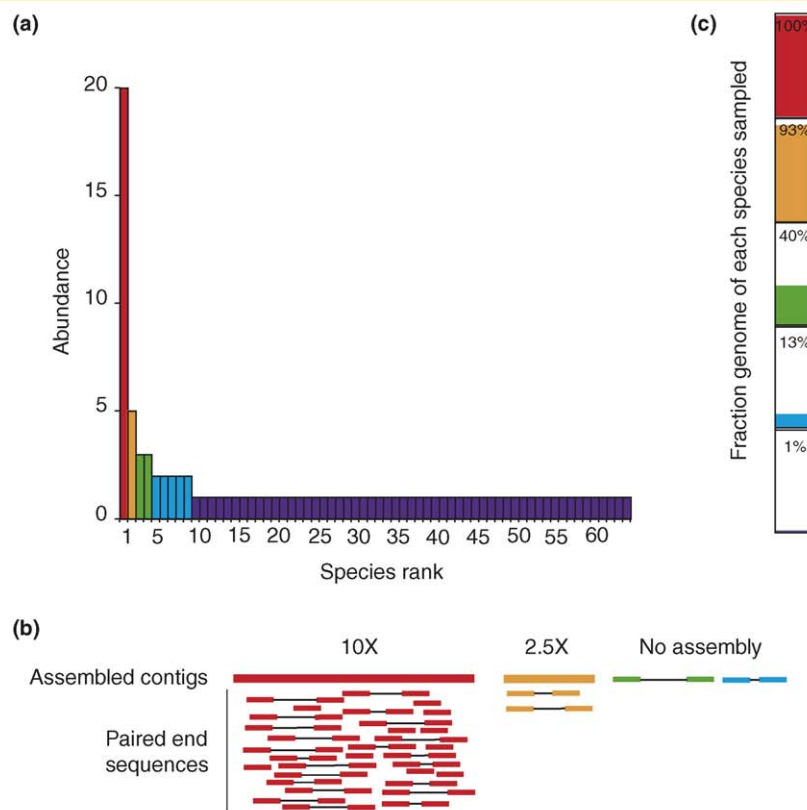 (a)
Abundance
20
15
10
5
0
1 5 10 15 20 25 30 35 40 45 50 55 60
Species rank
(c)
Fraction genome of each species sampled
100%
93%
40%
13%
1%
(b)
10X 2.5X No assembly
Assembled contigs
Paired end
sequences